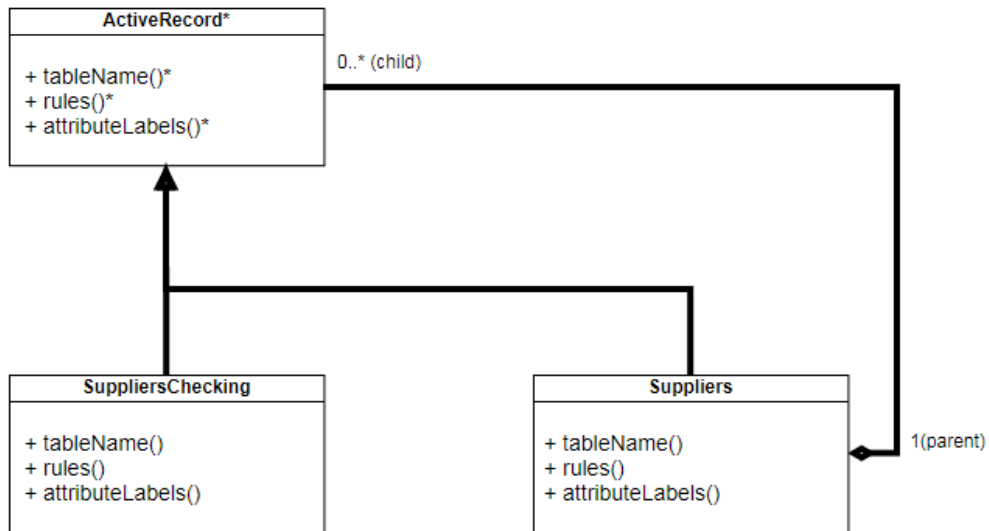 ActiveRecord*
+ tableName()*
+ rules()*
+ attributeLabels()*
0..* (child)
SuppliersChecking
+ tableName()
+ rules()
+ attributeLabels()
Suppliers
+ tableName()
+ rules()
+ attributeLabels()
1(parent)